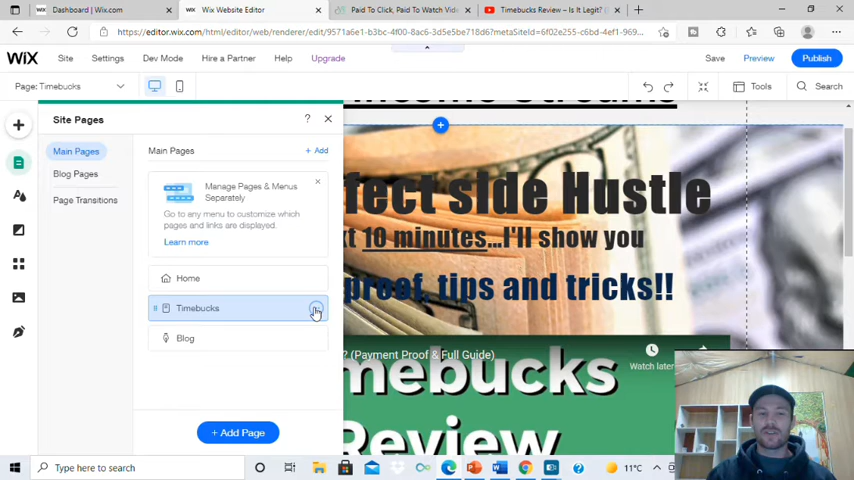 Dashboard | Wix.com
Wix Website Editor
Paid To Click, Paid To Watch Vide
Timebucks Review – Is It Legit? (
https://editor.wix.com/html/editor/web/renderer/edit/9571a6e1-b3bc-4f00-8ac6-3d5e5be718d6?metaSiteId=6f02e255-c6bd-4ef1-969...
WiX
Site
Settings
Dev Mode
Hire a Partner
Help
Upgrade
Save
Preview
Publish
Page: Timebucks
Tools
Search
Income Streams
Site Pages
?
Main Pages
Main Pages
+ Add
Blog Pages
Page Transitions
Manage Pages & Menus
Separately
Go to any menu to customize which
pages and links are displayed.
Learn more
Home
Timebucks
Blog
+ Add Page
fect side Hustle
t 10 minutes...I'll show you
proof, tips and tricks!!
? (Payment Proof & Full Guide)
Watch later
mebucks
Review
Type here to search
11°C